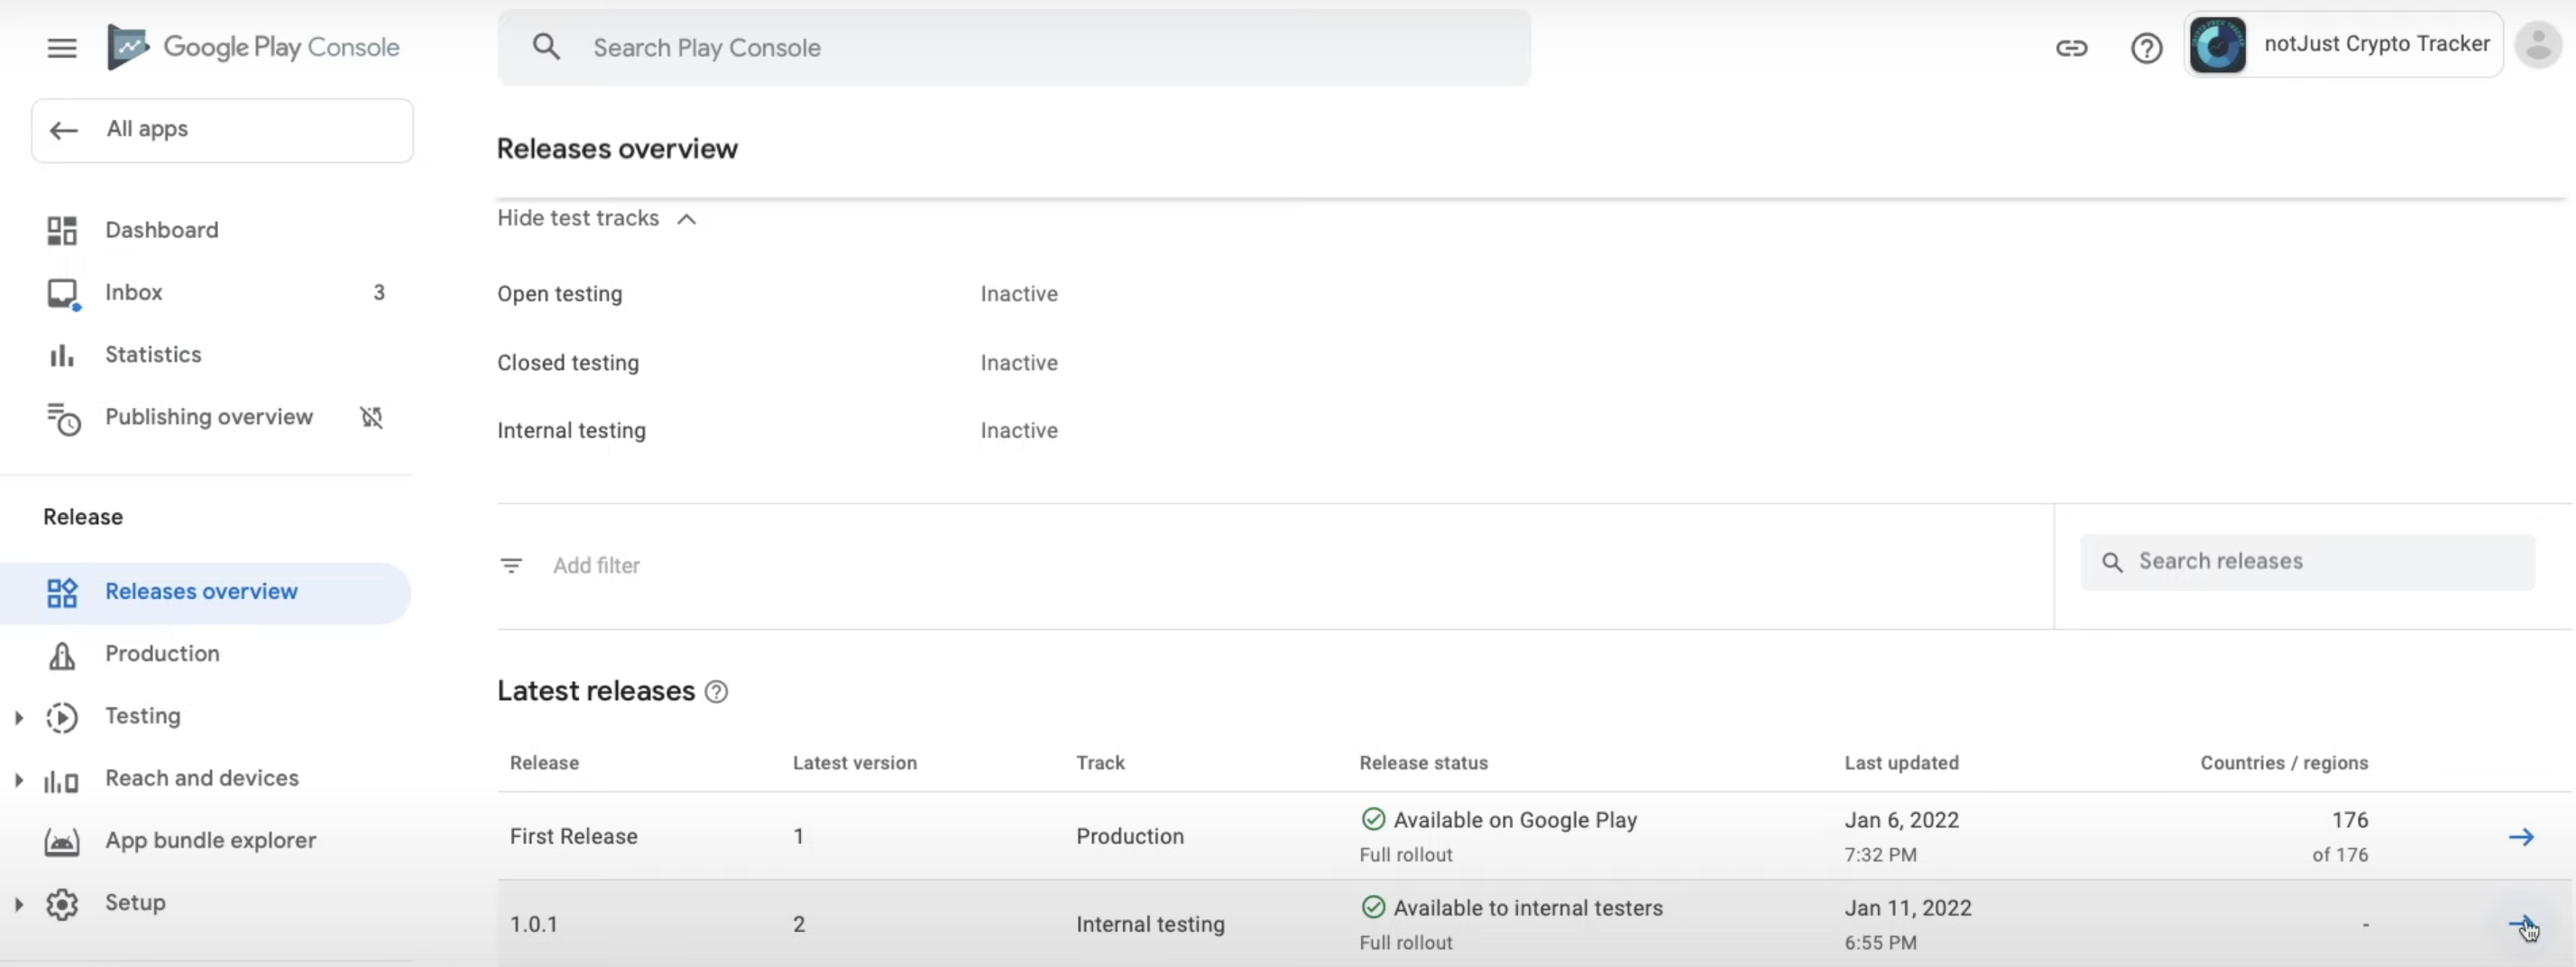 Google Play Console
Search Play Console
notJust Crypto Tracker
All apps
Dashboard
Inbox 3
Statistics
Publishing overview
Release
Releases overview
Production
Testing
Reach and devices
App bundle explorer
Setup
Releases overview
Hide test tracks
Open testing Inactive
Closed testing Inactive
Internal testing Inactive
Add filter
Search releases
Latest releases
Release Latest version Track Release status Last updated Countries / regions
First Release 1 Production Available on Google Play Jan 6, 2022 176
Full rollout 7:32 PM of 176
1.0.1 2 Internal testing Available to internal testers Jan 11, 2022 -
Full rollout 6:55 PM